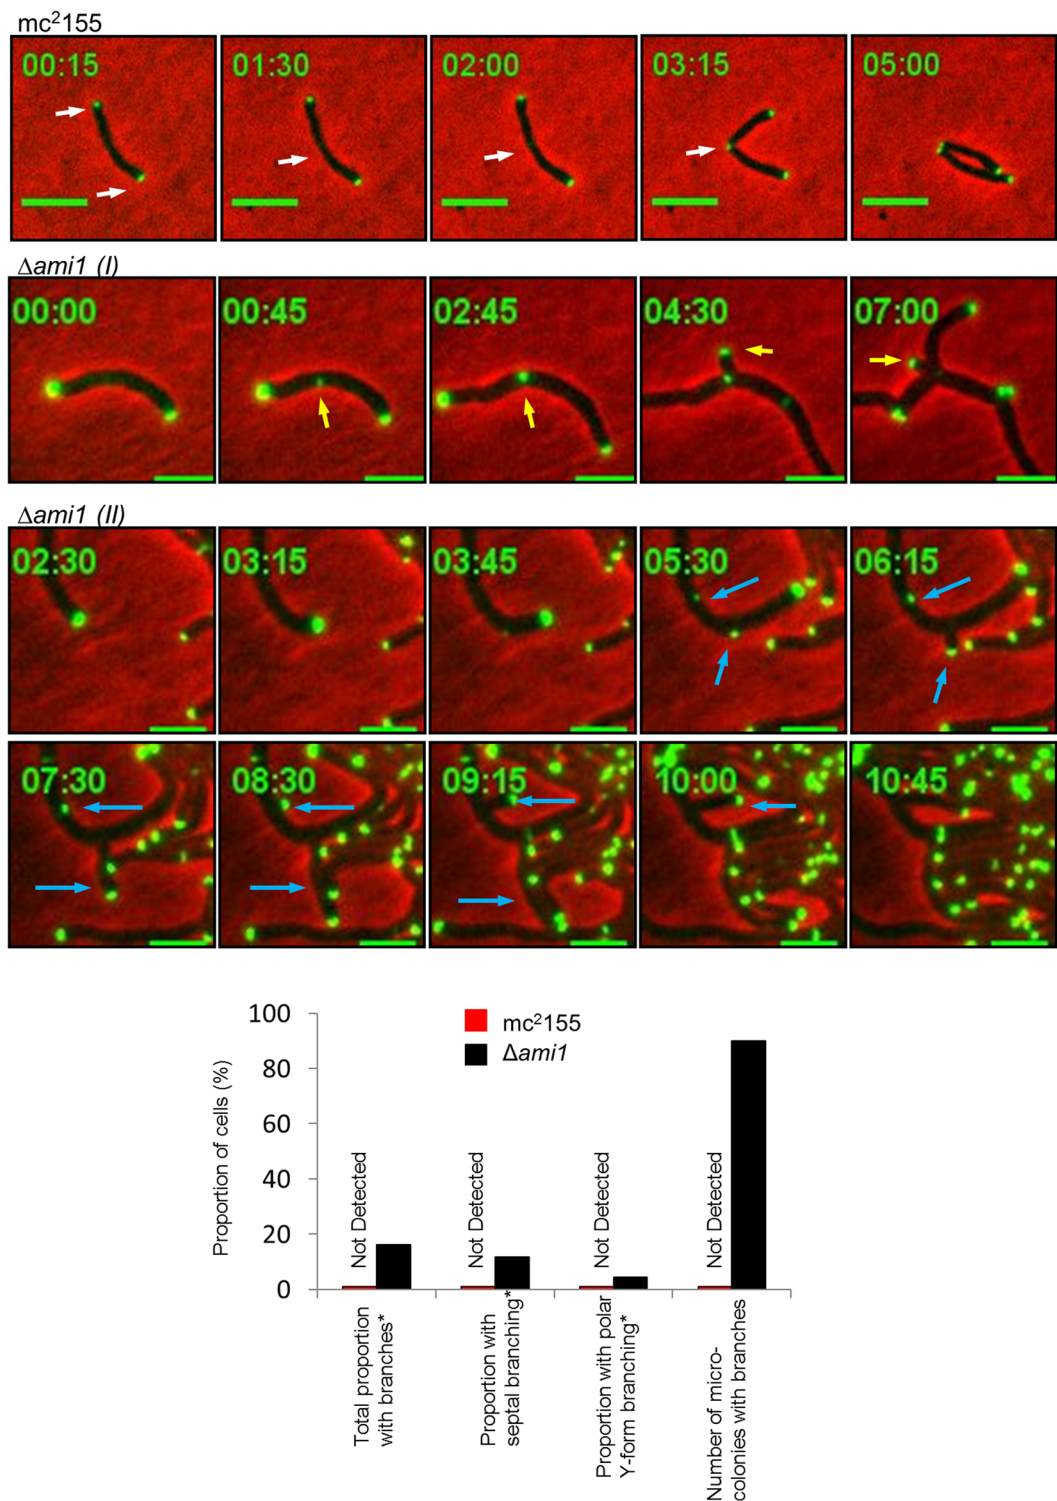 mc²155
00:15 01:30 02:00 03:15 05:00
Δami1 (I)
00:00 00:45 02:45 04:30 07:00
Δami1 (II)
02:30 03:15 03:45 05:30 06:15
07:30 08:30 09:15 10:00 10:45
mc²155
Δami1
Proportion of cells (%)
100
80
60
40
20
0
Not Detected
Not Detected
Not Detected
Not Detected
Total proportion
with branches*
Proportion with
septal branching*
Proportion with polar
Y-form branching*
Number of micro-
colonies with branches